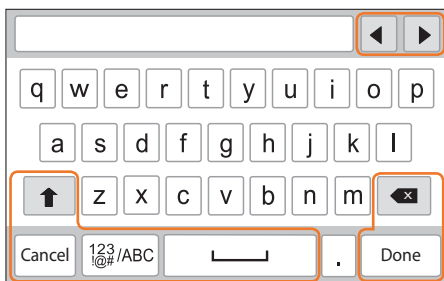 q w e r t y u i o p
a s d f g h j k l
z x c v b n m
Cancel 123 !@# /ABC . Done